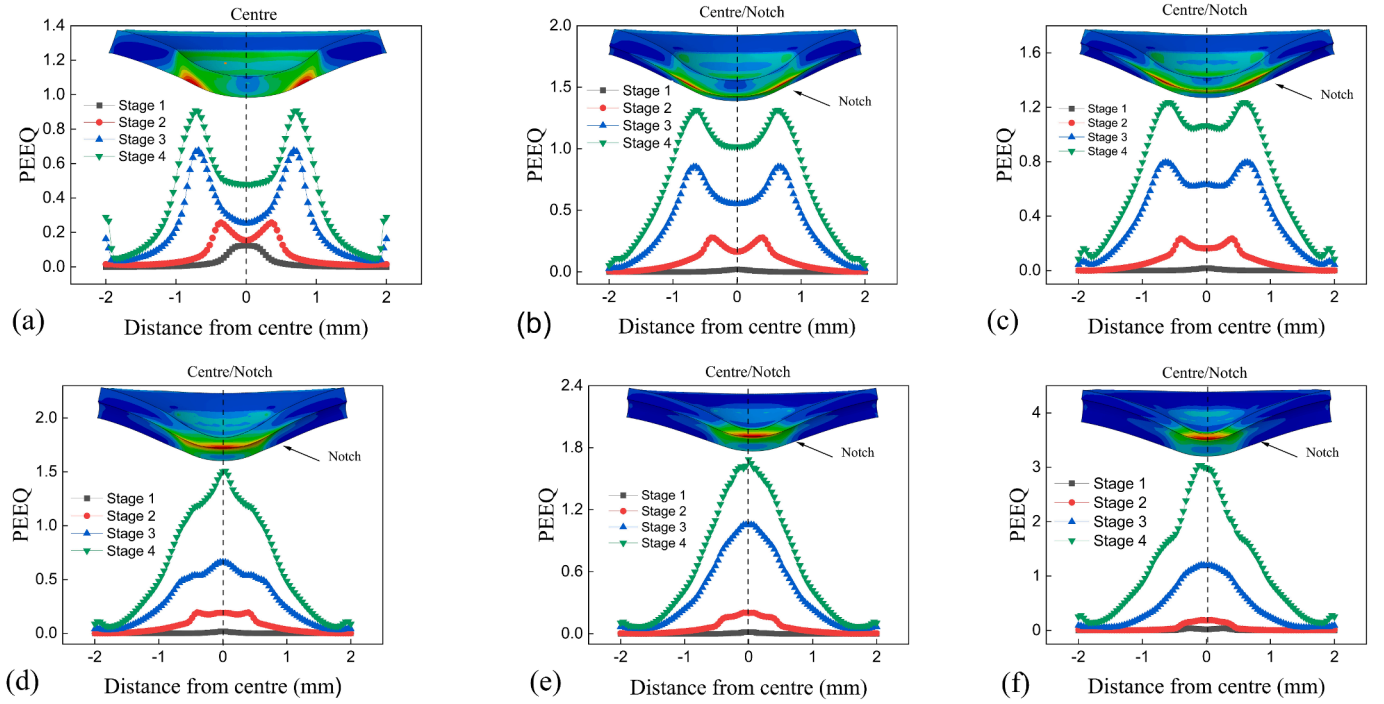 Centre
1.4
1.2
1.0
0.8
0.6
0.4
0.2
0.0
PEEQ
Stage 1
Stage 2
Stage 3
Stage 4
-2 -1 0 1 2
(a) Distance from centre (mm)
Centre/Notch
2.0
1.5
1.0
0.5
0.0
PEEQ
Stage 1
Stage 2
Stage 3
Stage 4
Notch
-2 -1 0 1 2
(b) Distance from centre (mm)
Centre/Notch
1.6
1.2
0.8
0.4
0.0
PEEQ
Stage 1
Stage 2
Stage 3
Stage 4
Notch
-2 -1 0 1 2
(c) Distance from centre (mm)
Centre/Notch
2.0
1.5
1.0
0.5
0.0
PEEQ
Stage 1
Stage 2
Stage 3
Stage 4
Notch
-2 -1 0 1 2
(d) Distance from centre (mm)
Centre/Notch
2.4
1.8
1.2
0.6
0.0
PEEQ
Stage 1
Stage 2
Stage 3
Stage 4
Notch
-2 -1 0 1 2
(e) Distance from centre (mm)
Centre/Notch
4
3
2
1
0
PEEQ
Stage 1
Stage 2
Stage 3
Stage 4
Notch
-2 -1 0 1 2
(f) Distance from centre (mm)